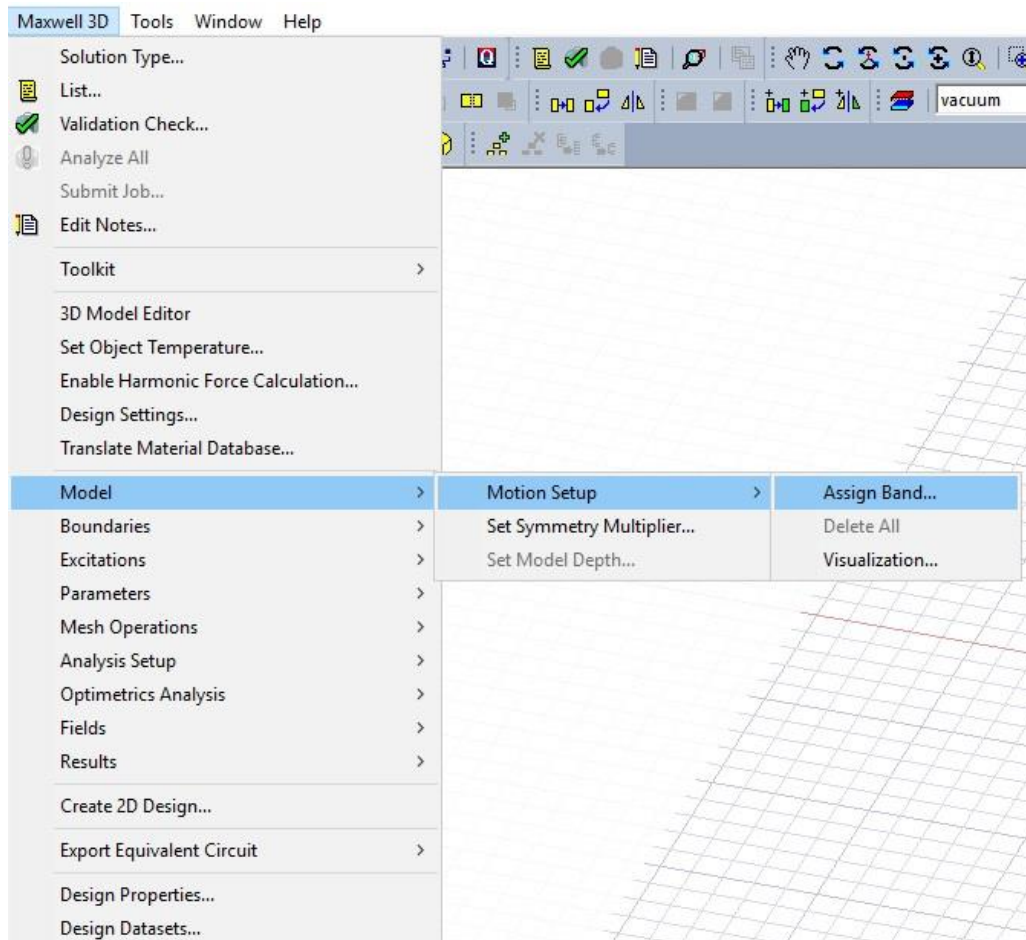 Maxwell 3D Tools Window Help
Solution Type...
List...
Validation Check...
Analyze All
Submit Job...
Edit Notes...
Toolkit
3D Model Editor
Set Object Temperature...
Enable Harmonic Force Calculation...
Design Settings...
Translate Material Database...
Model
Boundaries
Excitations
Parameters
Mesh Operations
Analysis Setup
Optimetrics Analysis
Fields
Results
Create 2D Design...
Export Equivalent Circuit
Design Properties...
Design Datasets...
Motion Setup
Set Symmetry Multiplier...
Set Model Depth...
Assign Band...
Delete All
Visualization...
vacuum